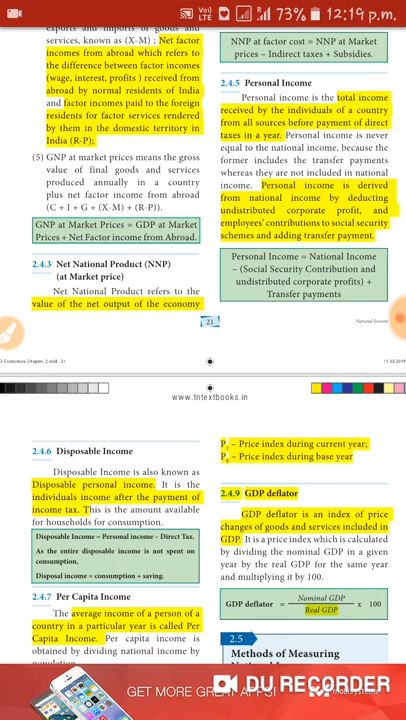 Vo)
LTE
73%
12:19 p.m.
exports and imports of goods and
services, known as (X-M) ; Net factor
incomes from abroad which refers to
the difference between factor incomes
(wage, interest, profits ) received from
abroad by normal residents of India
and factor incomes paid to the foreign
residents for factor services rendered
by them in the domestic territory in
India (R-P);
(5) GNP at market prices means the gross
value of final goods and services
produced annually in a country
plus net factor income from abroad
(C + I + G + (X-M) + (R-P)).
GNP at Market Prices = GDP at Market
Prices + Net Factor income from Abroad.
2.4.3 Net National Product (NNP)
(at Market price)
Net National Product refers to the
value of the net output of the economy
NNP at factor cost = NNP at Market
prices – Indirect taxes + Subsidies.
2.4.5 Personal Income
Personal income is the total income
received by the individuals of a country
from all sources before payment of direct
taxes in a year. Personal income is never
equal to the national income, because the
former includes the transfer payments
whereas they are not included in national
income. Personal income is derived
from national income by deducting
undistributed corporate profit, and
employees' contributions to social security
schemes and adding transfer payment.
Personal Income = National Income
– (Social Security Contribution and
undistributed corporate profits) +
Transfer payments
21
National Income
2 Economics Chapter_2.indd 21
www.tntextbooks.in
2.4.6 Disposable Income
Disposable Income is also known as
Disposable personal income. It is the
individuals income after the payment of
income tax. This is the amount available
for households for consumption.
Disposable Income = Personal income – Direct Tax.
As the entire disposable income is not spent on
consumption,
Disposal income = consumption + saving.
2.4.7 Per Capita Income
The average income of a person of a
country in a particular year is called Per
Capita Income. Per capita income is
obtained by dividing national income by
population.
P1 – Price index during current year;
P0 – Price index during base year
2.4.9 GDP deflator
GDP deflator is an index of price
changes of goods and services included in
GDP. It is a price index which is calculated
by dividing the nominal GDP in a given
year by the real GDP for the same year
and multiplying it by 100.
GDP deflator = Nominal GDP
Real GDP x 100
2.5
Methods of Measuring
GET MORE GREAT APPS!
DU RECORDER